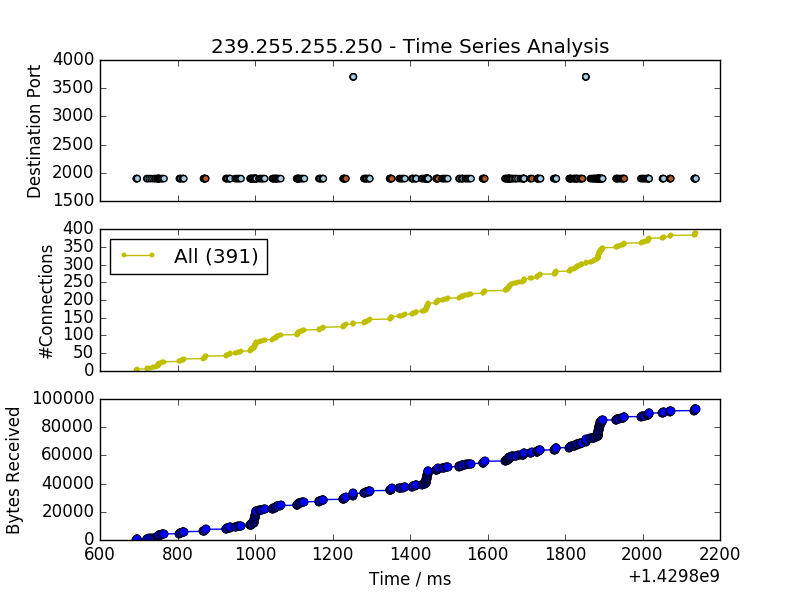 239.255.255.250 - Time Series Analysis
Destination Port
4000
3500
3000
2500
2000
1500
#Connections
400
350
300
250
200
150
100
50
0
All (391)
Bytes Received
100000
80000
60000
40000
20000
0
600 800 1000 1200 1400 1600 1800 2000 2200
Time / ms
+1.4298e9